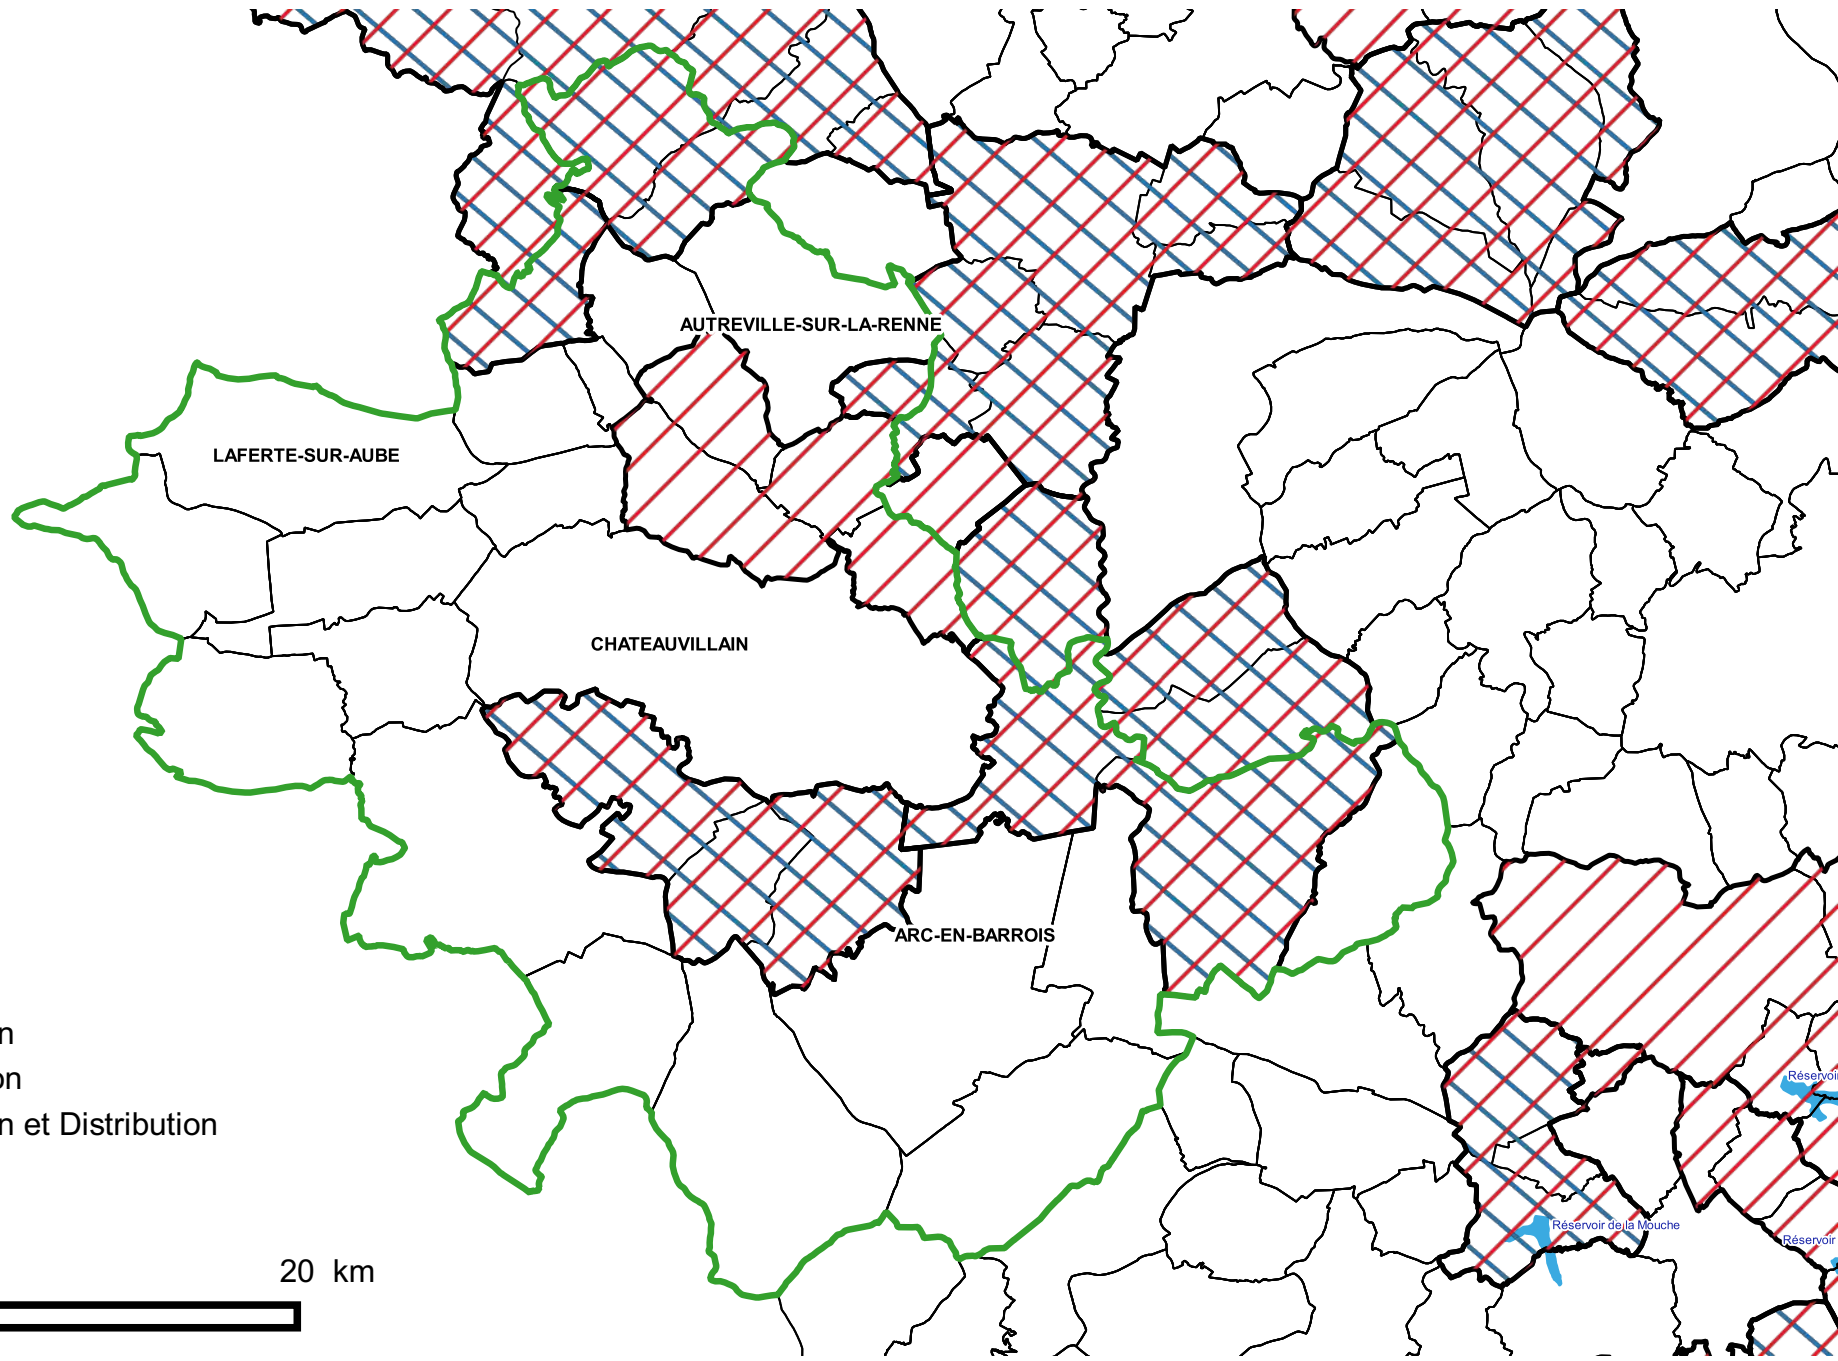 AUTREVILLE-SUR-LA-RENNE
LAFERTE-SUR-AUBE
CHATEAUVILLAIN
ARC-EN-BARROIS
n
on
n et Distribution
Réservoir
Réservoir de la Mouche
Réservoir
20 km